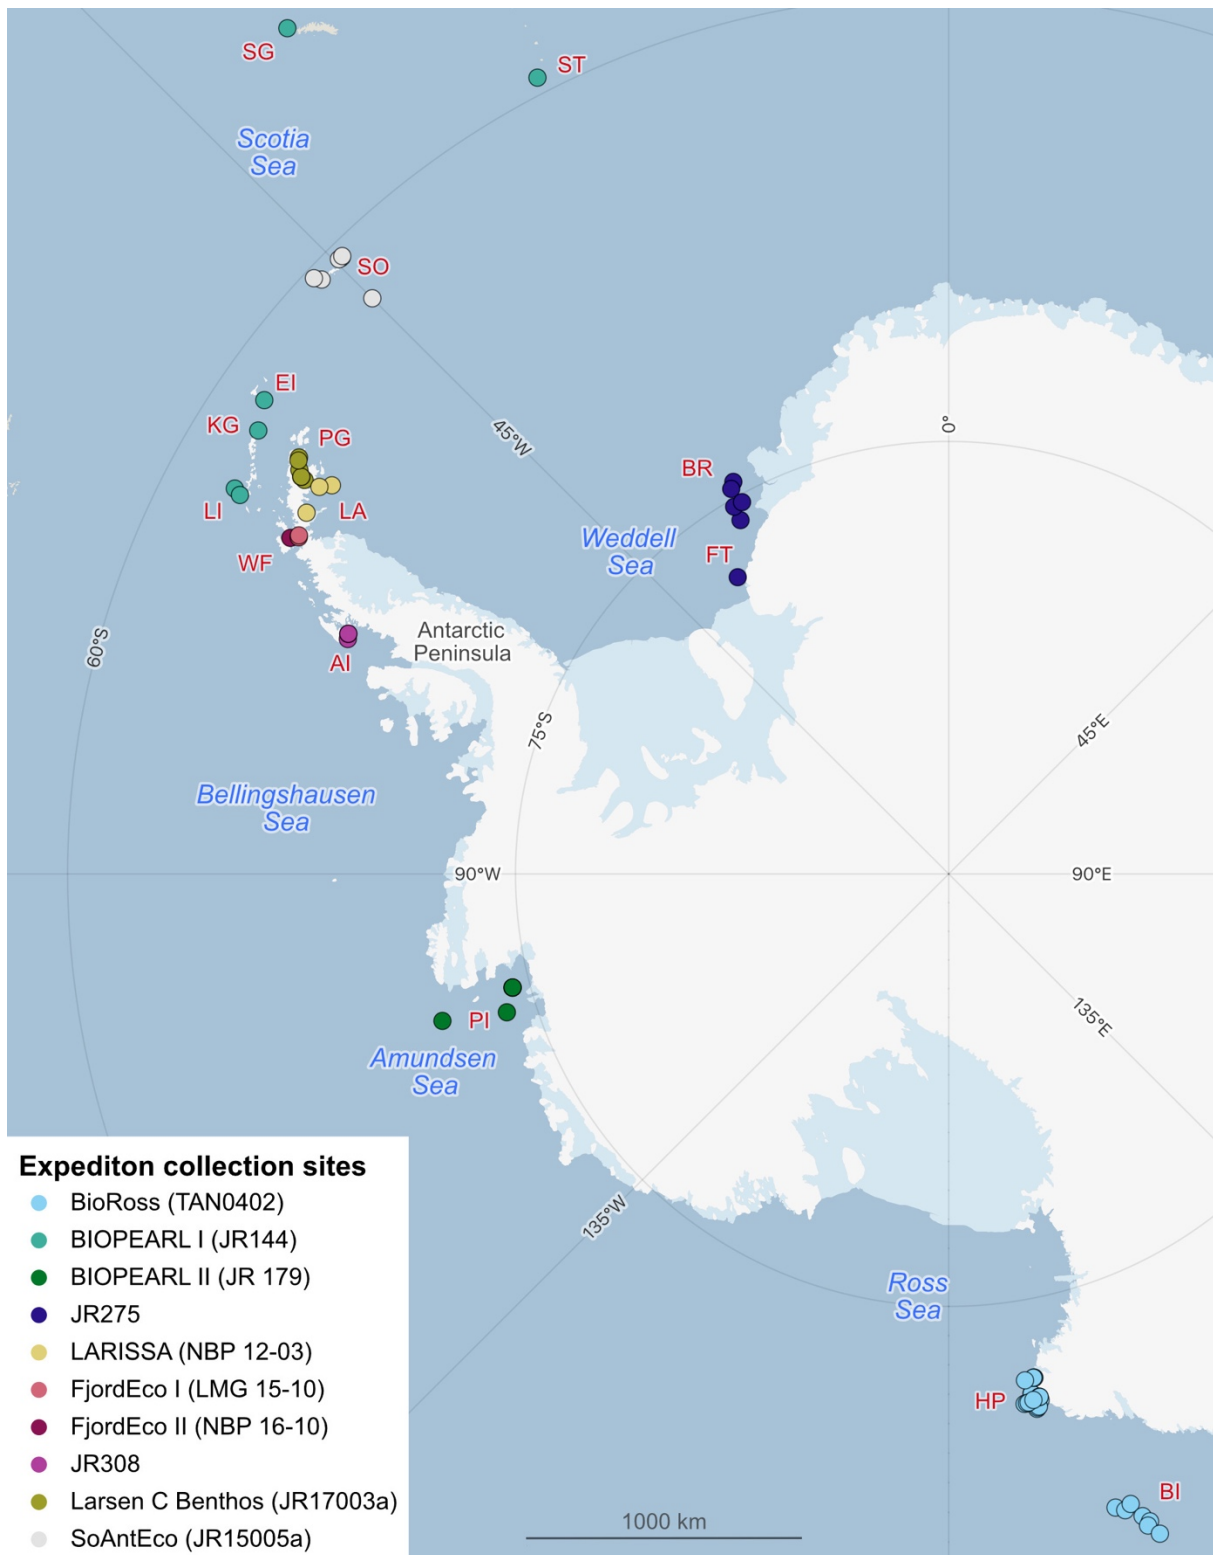 SG
ST
Scotia
Sea
SO
EI
KG
PG
45°W
0°
BR
LI
LA
Weddell
Sea
FT
WF
60°S
Antarctic
Peninsula
AI
75°S
45°E
Bellingshausen
Sea
90°W
90°E
PI
135°E
Amundsen
Sea
Expediton collection sites
BioRoss (TAN0402)
BIOPEARL I (JR144)
BIOPEARL II (JR 179)
JR275
LARISSA (NBP 12-03)
FjordEco I (LMG 15-10)
FjordEco II (NBP 16-10)
JR308
Larsen C Benthos (JR17003a)
SoAntEco (JR15005a)
135°W
Ross
Sea
HP
BI
1000 km